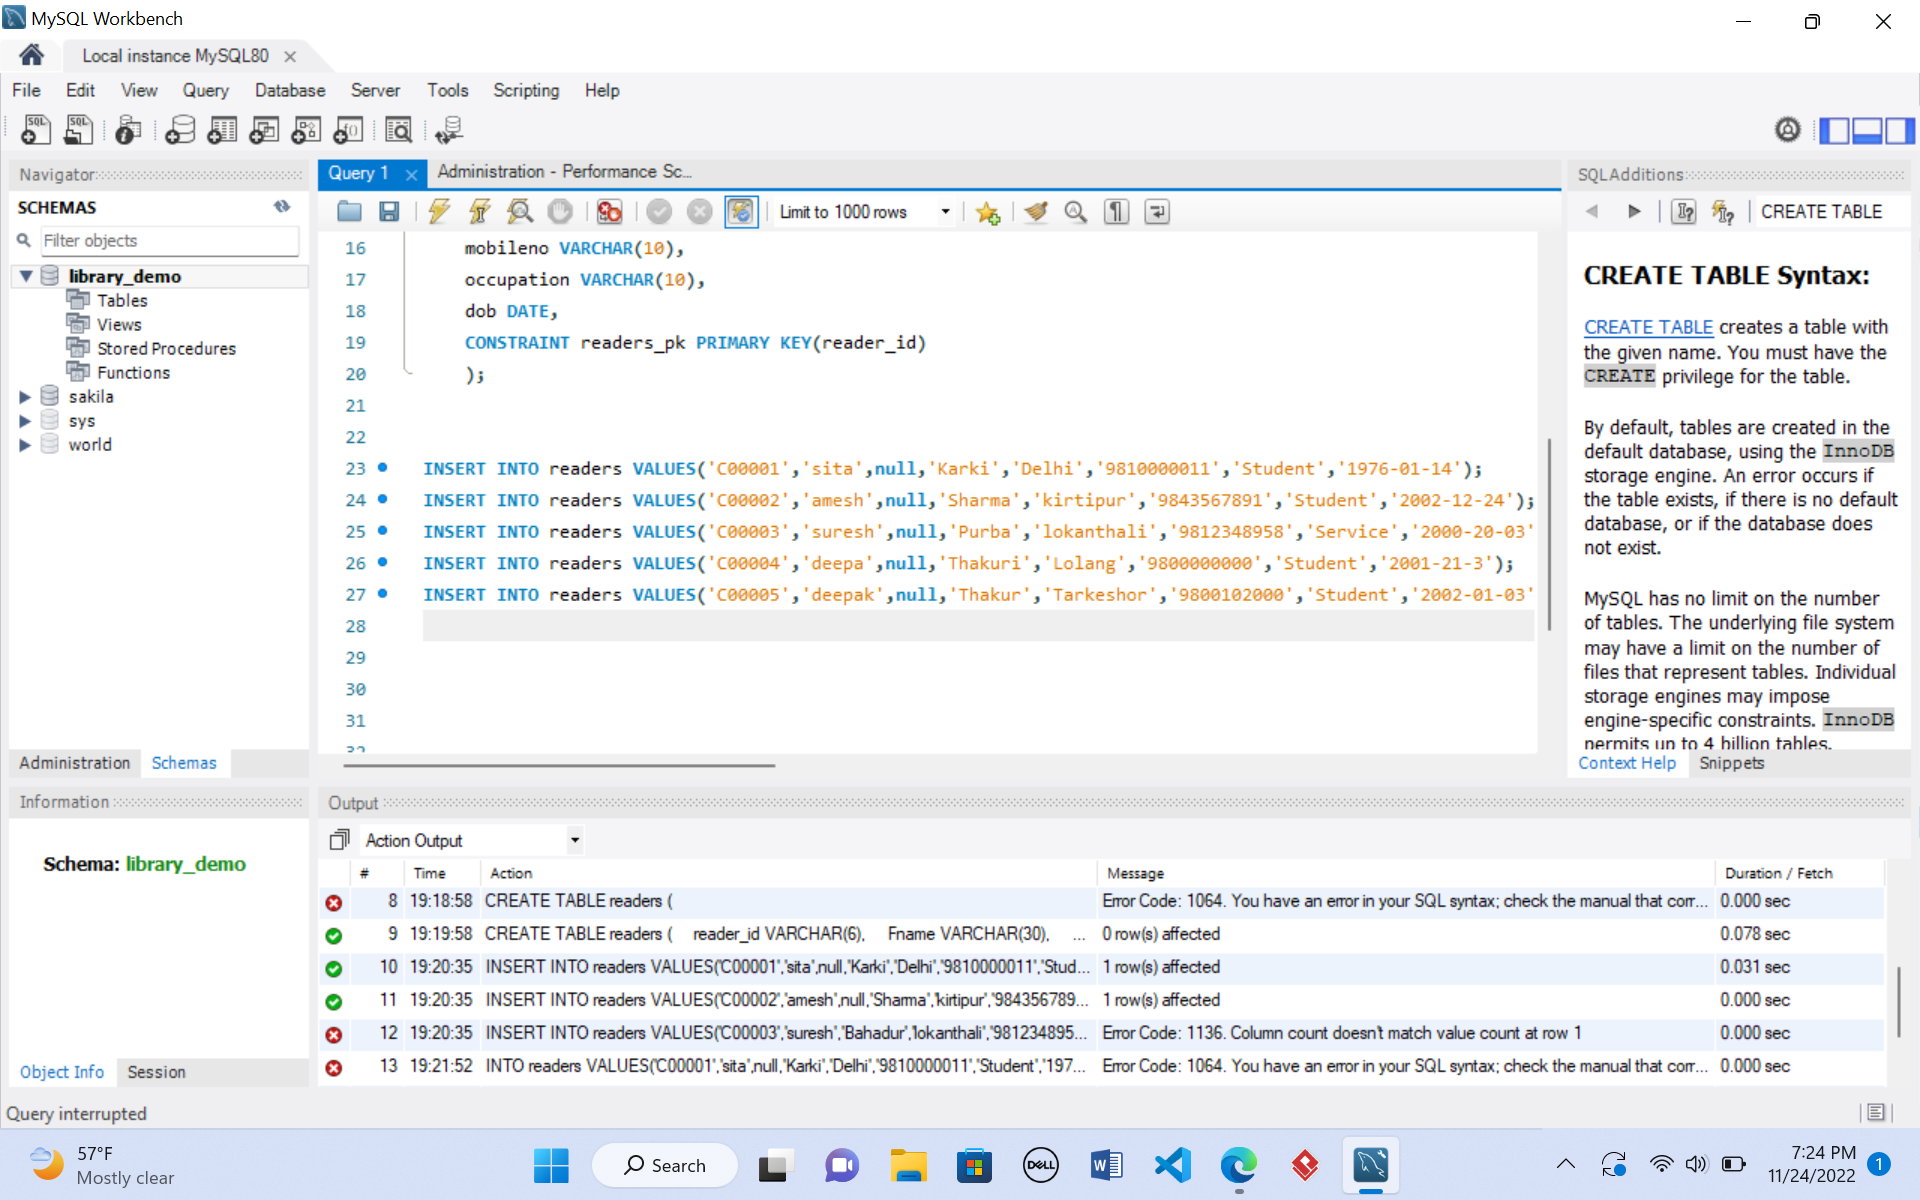 MySQL Workbench
Local instance MySQL80
File Edit View Query Database Server Tools Scripting Help
Navigator
SCHEMAS
Filter objects
library_demo
Tables
Views
Stored Procedures
Functions
sakila
sys
world
Administration Schemas
Information
Schema: library_demo
Object Info Session
Query interrupted
Query 1 Administration - Performance Sc...
Limit to 1000 rows
16 mobileno VARCHAR(10),
17 occupation VARCHAR(10),
18 dob DATE,
19 CONSTRAINT readers_pk PRIMARY KEY(reader_id)
20 );
21
22
23 INSERT INTO readers VALUES('C00001','sita',null,'Karki','Delhi','9810000011','Student','1976-01-14');
24 INSERT INTO readers VALUES('C00002','amesh',null,'Sharma','kirtipur','9843567891','Student','2002-12-24');
25 INSERT INTO readers VALUES('C00003','suresh',null,'Purba','lokanthali','9812348958','Service','2000-20-03'
26 INSERT INTO readers VALUES('C00004','deepa',null,'Thakuri','Lolang','9800000000','Student','2001-21-3');
27 INSERT INTO readers VALUES('C00005','deepak',null,'Thakur','Tarkeshor','9800102000','Student','2002-01-03'
28
29
30
31
32
SQLAdditions
CREATE TABLE
CREATE TABLE Syntax:
CREATE TABLE creates a table with
the given name. You must have the
CREATE privilege for the table.
By default, tables are created in the
default database, using the InnoDB
storage engine. An error occurs if
the table exists, if there is no default
database, or if the database does
not exist.
MySQL has no limit on the number
of tables. The underlying file system
may have a limit on the number of
files that represent tables. Individual
storage engines may impose
engine-specific constraints. InnoDB
permits up to 4 billion tables.
Context Help Snippets
Output
Action Output
# Time Action Message Duration / Fetch
8 19:18:58 CREATE TABLE readers ( Error Code: 1064. You have an error in your SQL syntax; check the manual that corr... 0.000 sec
9 19:19:58 CREATE TABLE readers ( reader_id VARCHAR(6), Fname VARCHAR(30), ... 0 row(s) affected 0.078 sec
10 19:20:35 INSERT INTO readers VALUES('C00001','sita',null,'Karki','Delhi','9810000011','Stud... 1 row(s) affected 0.031 sec
11 19:20:35 INSERT INTO readers VALUES('C00002','amesh',null,'Sharma','kirtipur','984356789... 1 row(s) affected 0.000 sec
12 19:20:35 INSERT INTO readers VALUES('C00003','suresh','Bahadur','lokanthali','981234895... Error Code: 1136. Column count doesn't match value count at row 1 0.000 sec
13 19:21:52 INTO readers VALUES('C00001','sita',null,'Karki','Delhi','9810000011','Student','197... Error Code: 1064. You have an error in your SQL syntax; check the manual that corr... 0.000 sec
57°F
Mostly clear
Search
DELL
7:24 PM
11/24/2022
1